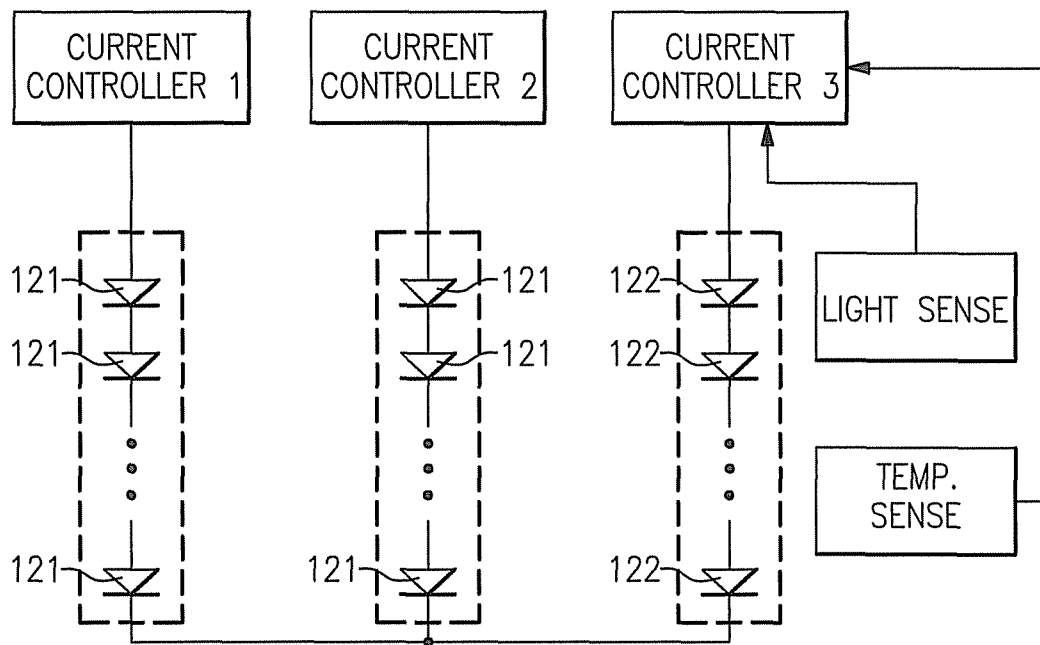 CURRENT
CONTROLLER 1
CURRENT
CONTROLLER 2
CURRENT
CONTROLLER 3
121
121
122
121
121
122
LIGHT SENSE
TEMP.
SENSE
121
121
122